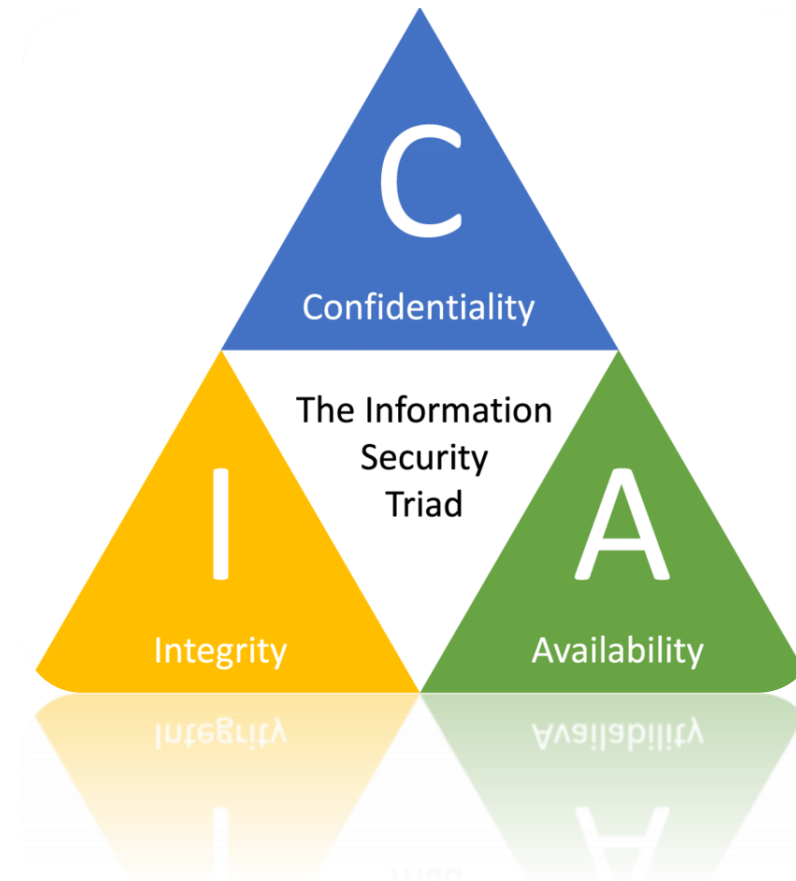 C
Confidentiality
The Information
Security
Triad
I
Integrity
A
Availability